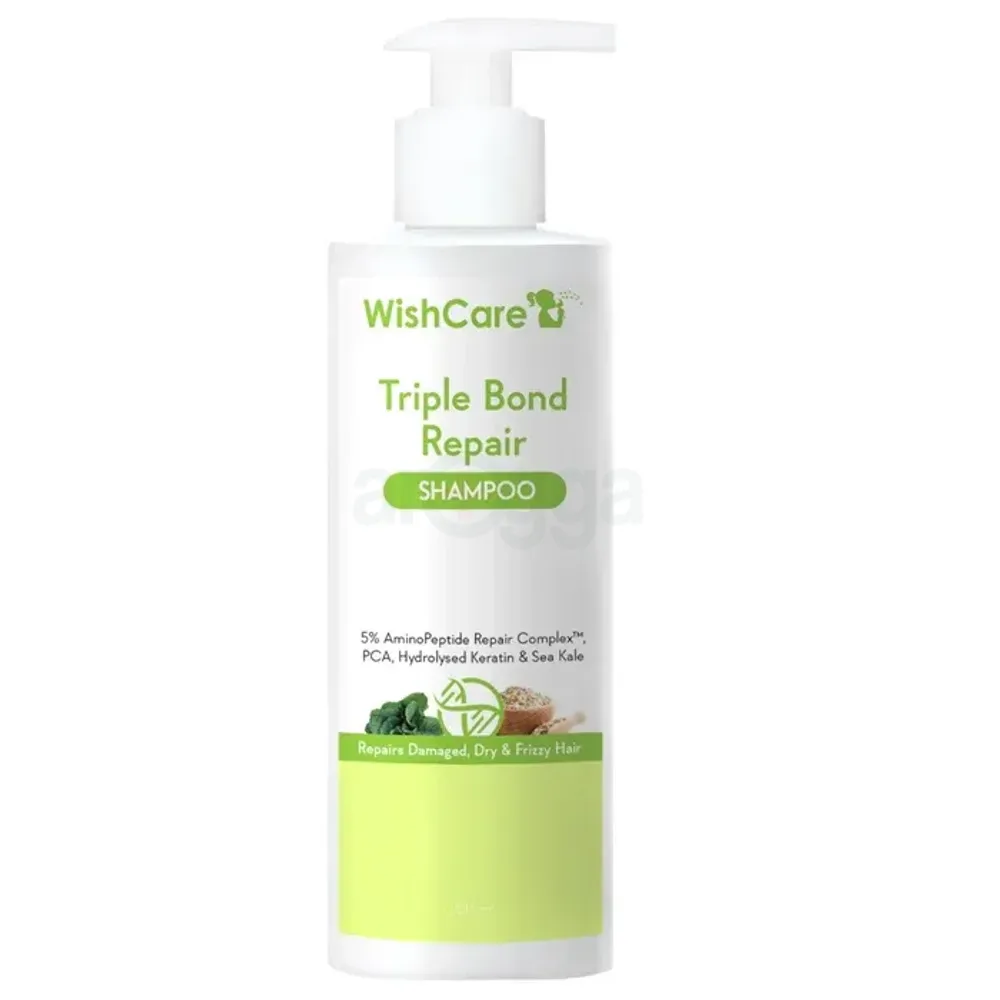 WishCare
Triple Bond
Repair
SHAMPOO
arogga
5% AminoPeptide Repair Complex™,
PCA, Hydrolysed Keratin & Sea Kale
Repairs Damaged, Dry & Frizzy Hair